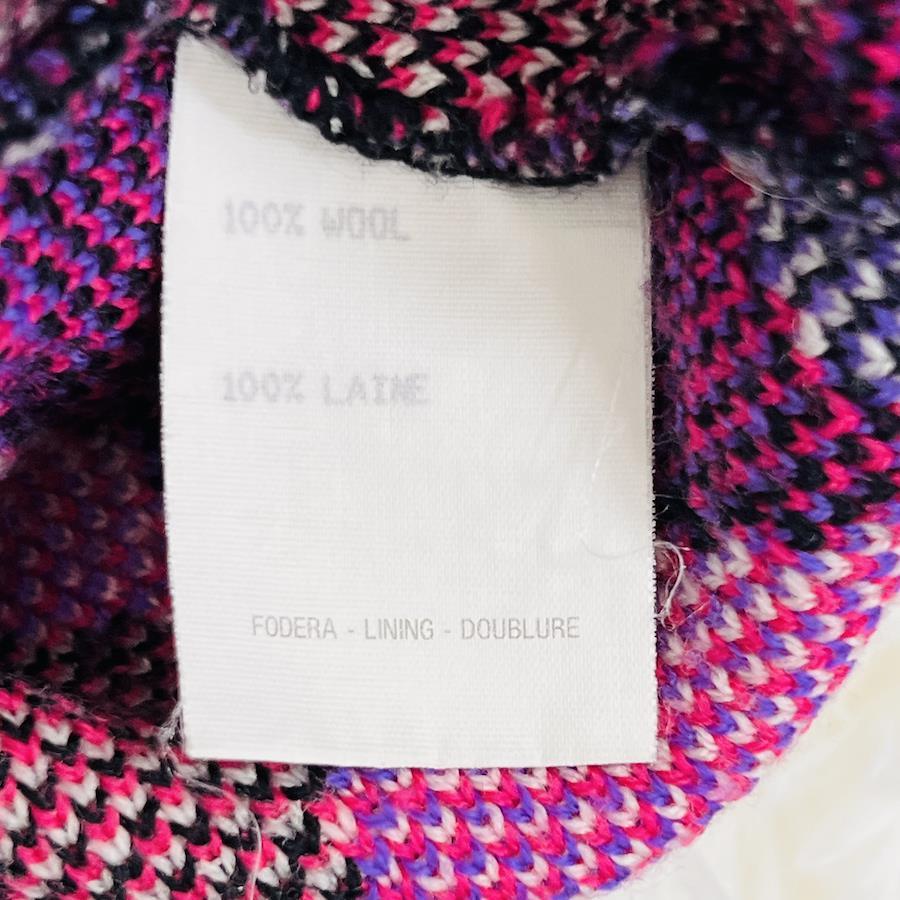 100% WOOL
100% LAINE
FODERA - LINING - DOUBLURE